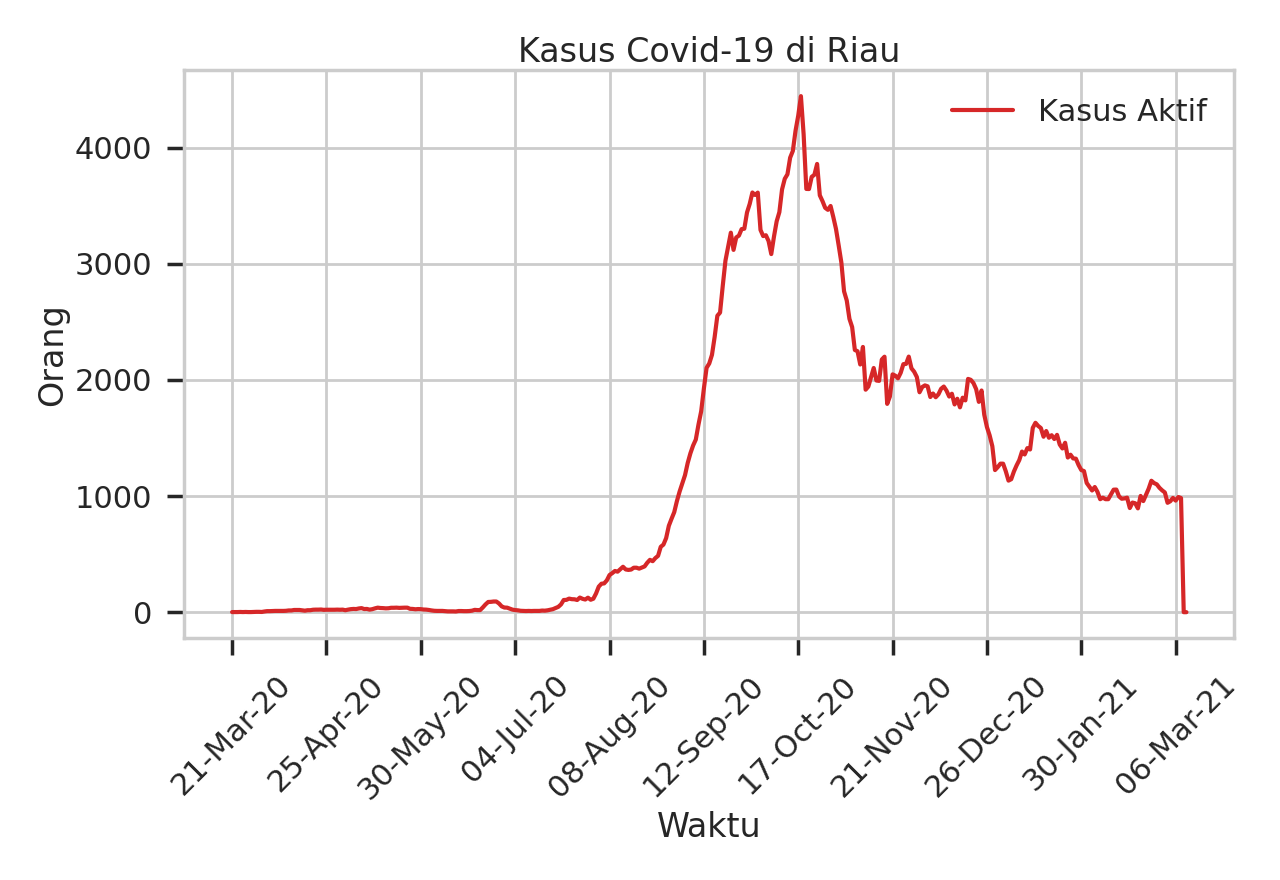 Kasus Covid-19 di Riau
Kasus Aktif
4000
3000
2000
1000
0
Orang
21-Mar-20
25-Apr-20
30-May-20
04-Jul-20
08-Aug-20
12-Sep-20
17-Oct-20
21-Nov-20
26-Dec-20
30-Jan-21
06-Mar-21
Waktu